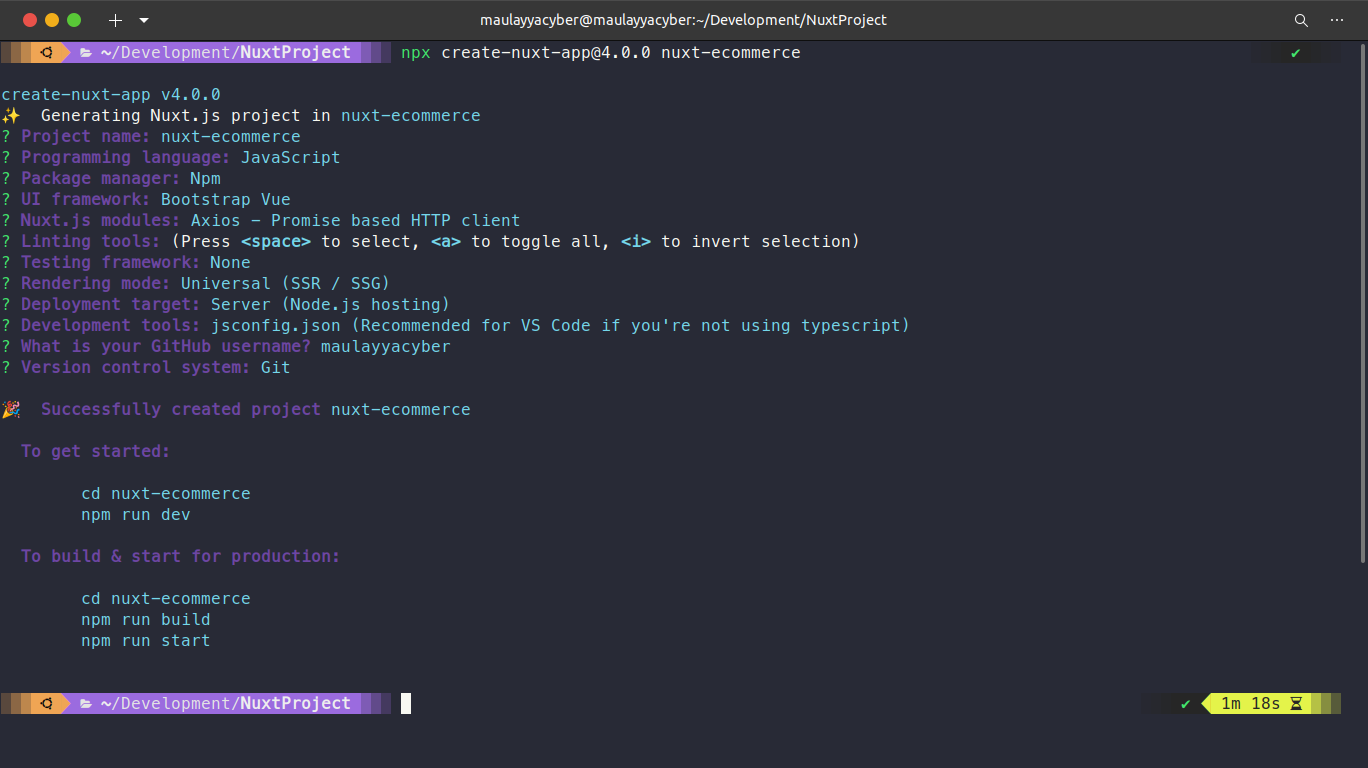 maulayyacyber@maulayyacyber:~/Development/NuxtProject
~/Development/NuxtProject npx create-nuxt-app@4.0.0 nuxt-ecommerce ✔
create-nuxt-app v4.0.0
✨ Generating Nuxt.js project in nuxt-ecommerce
? Project name: nuxt-ecommerce
? Programming language: JavaScript
? Package manager: Npm
? UI framework: Bootstrap Vue
? Nuxt.js modules: Axios - Promise based HTTP client
? Linting tools: (Press <space> to select, <a> to toggle all, <i> to invert selection)
? Testing framework: None
? Rendering mode: Universal (SSR / SSG)
? Deployment target: Server (Node.js hosting)
? Development tools: jsconfig.json (Recommended for VS Code if you're not using typescript)
? What is your GitHub username? maulayyacyber
? Version control system: Git
🎉 Successfully created project nuxt-ecommerce
To get started:
cd nuxt-ecommerce
npm run dev
To build & start for production:
cd nuxt-ecommerce
npm run build
npm run start
~/Development/NuxtProject ✔ 1m 18s